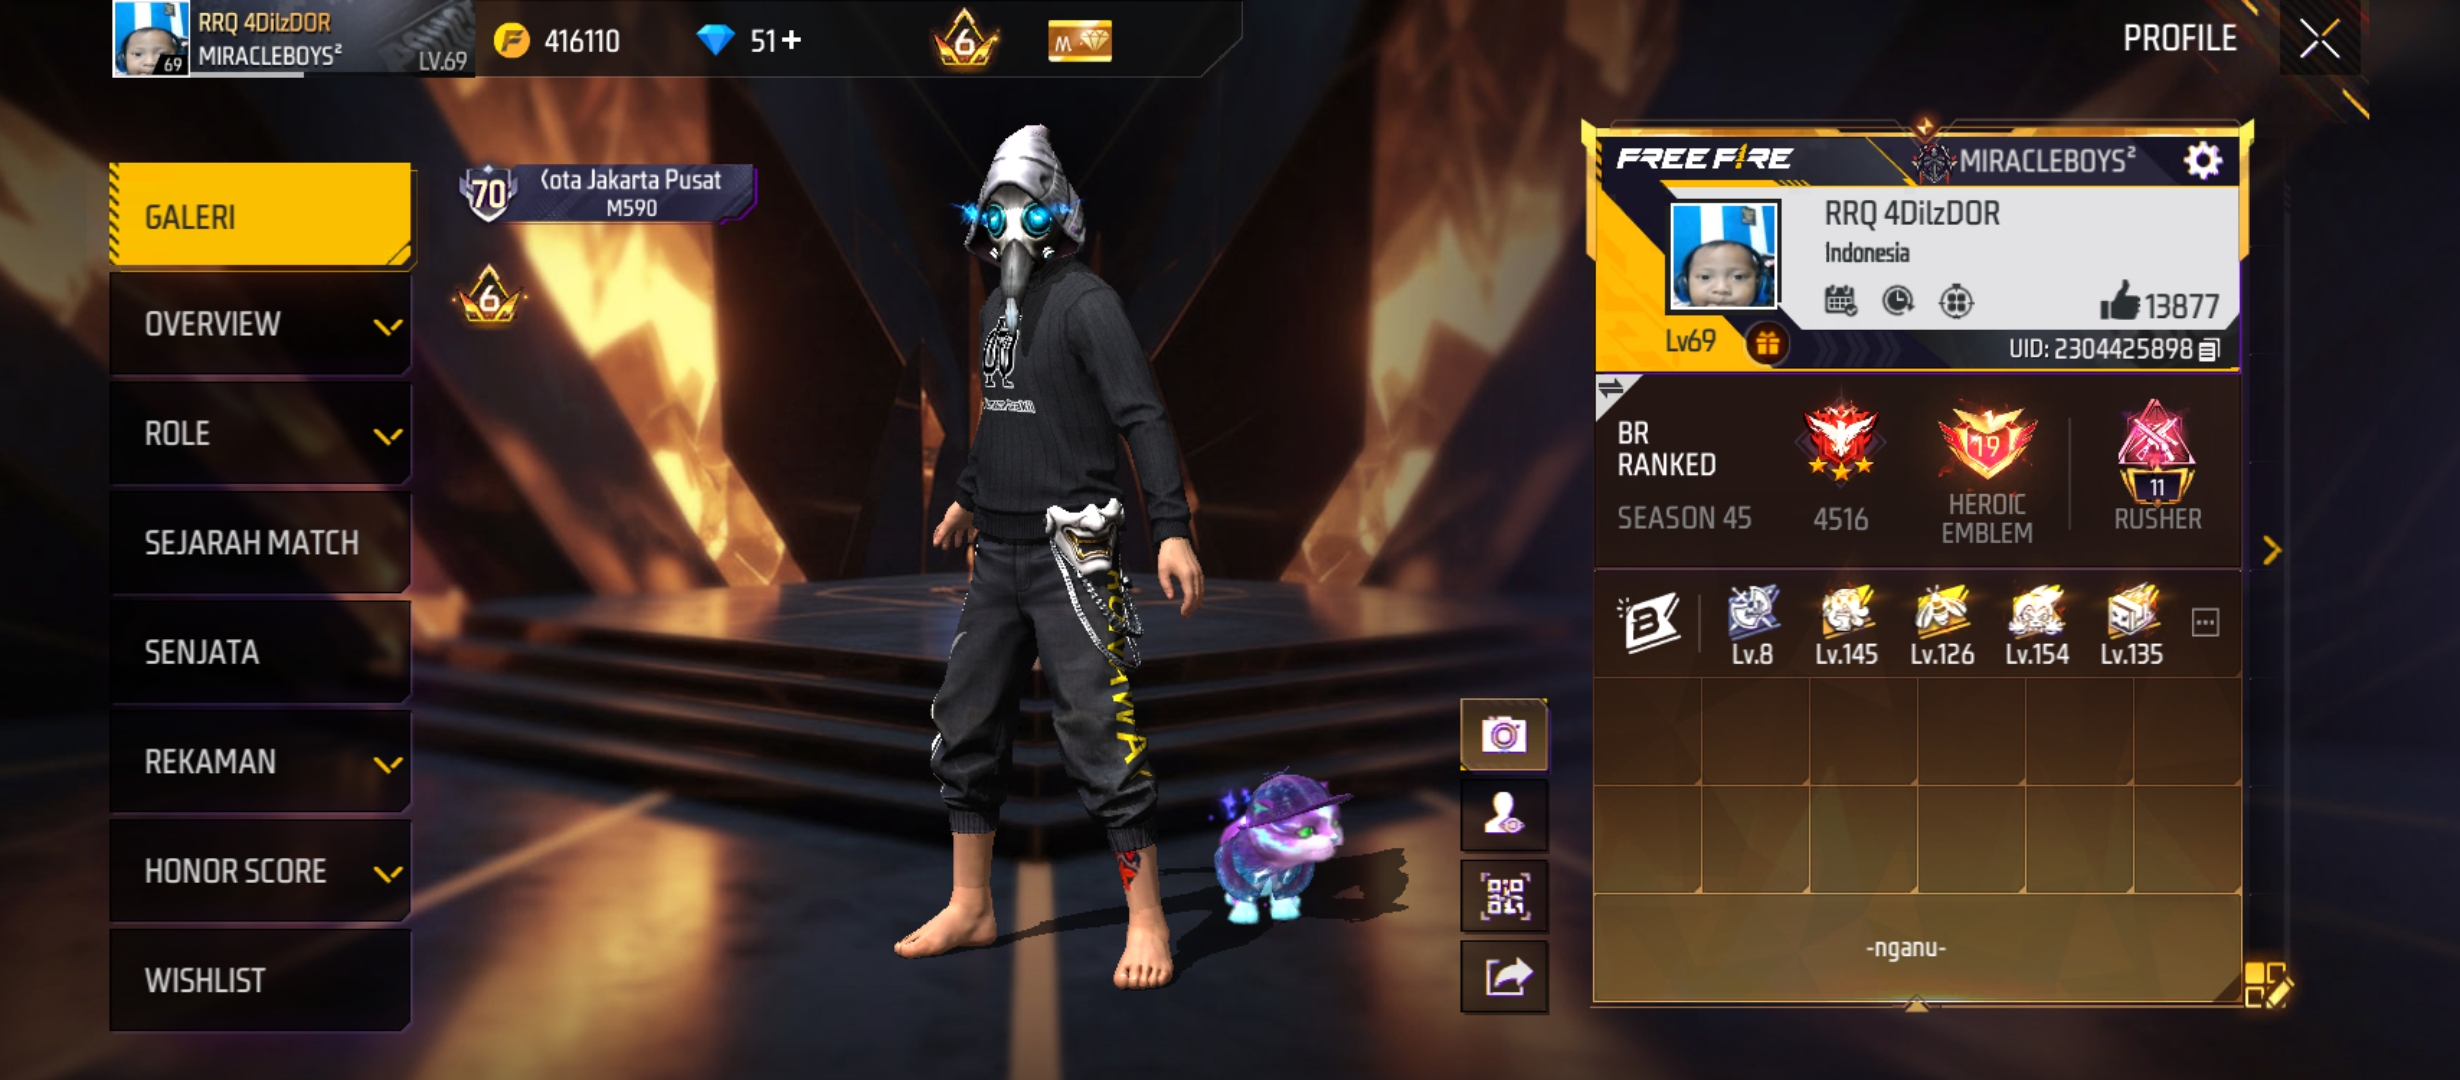 RRQ 4DilzDOR
MIRACLEBOYS²
69
LV.69
416110
51+
6
M
PROFILE
GALERI
OVERVIEW
ROLE
SEJARAH MATCH
SENJATA
REKAMAN
HONOR SCORE
WISHLIST
70
Kota Jakarta Pusat
M590
6
FREE FIRE
MIRACLEBOYS²
RRQ 4DilzDOR
Indonesia
13877
Lv69
UID: 2304425898
BR
RANKED
SEASON 45
4516
19
HEROIC
EMBLEM
11
RUSHER
B
Lv.8
Lv.145
Lv.126
Lv.154
Lv.135
-nganu-